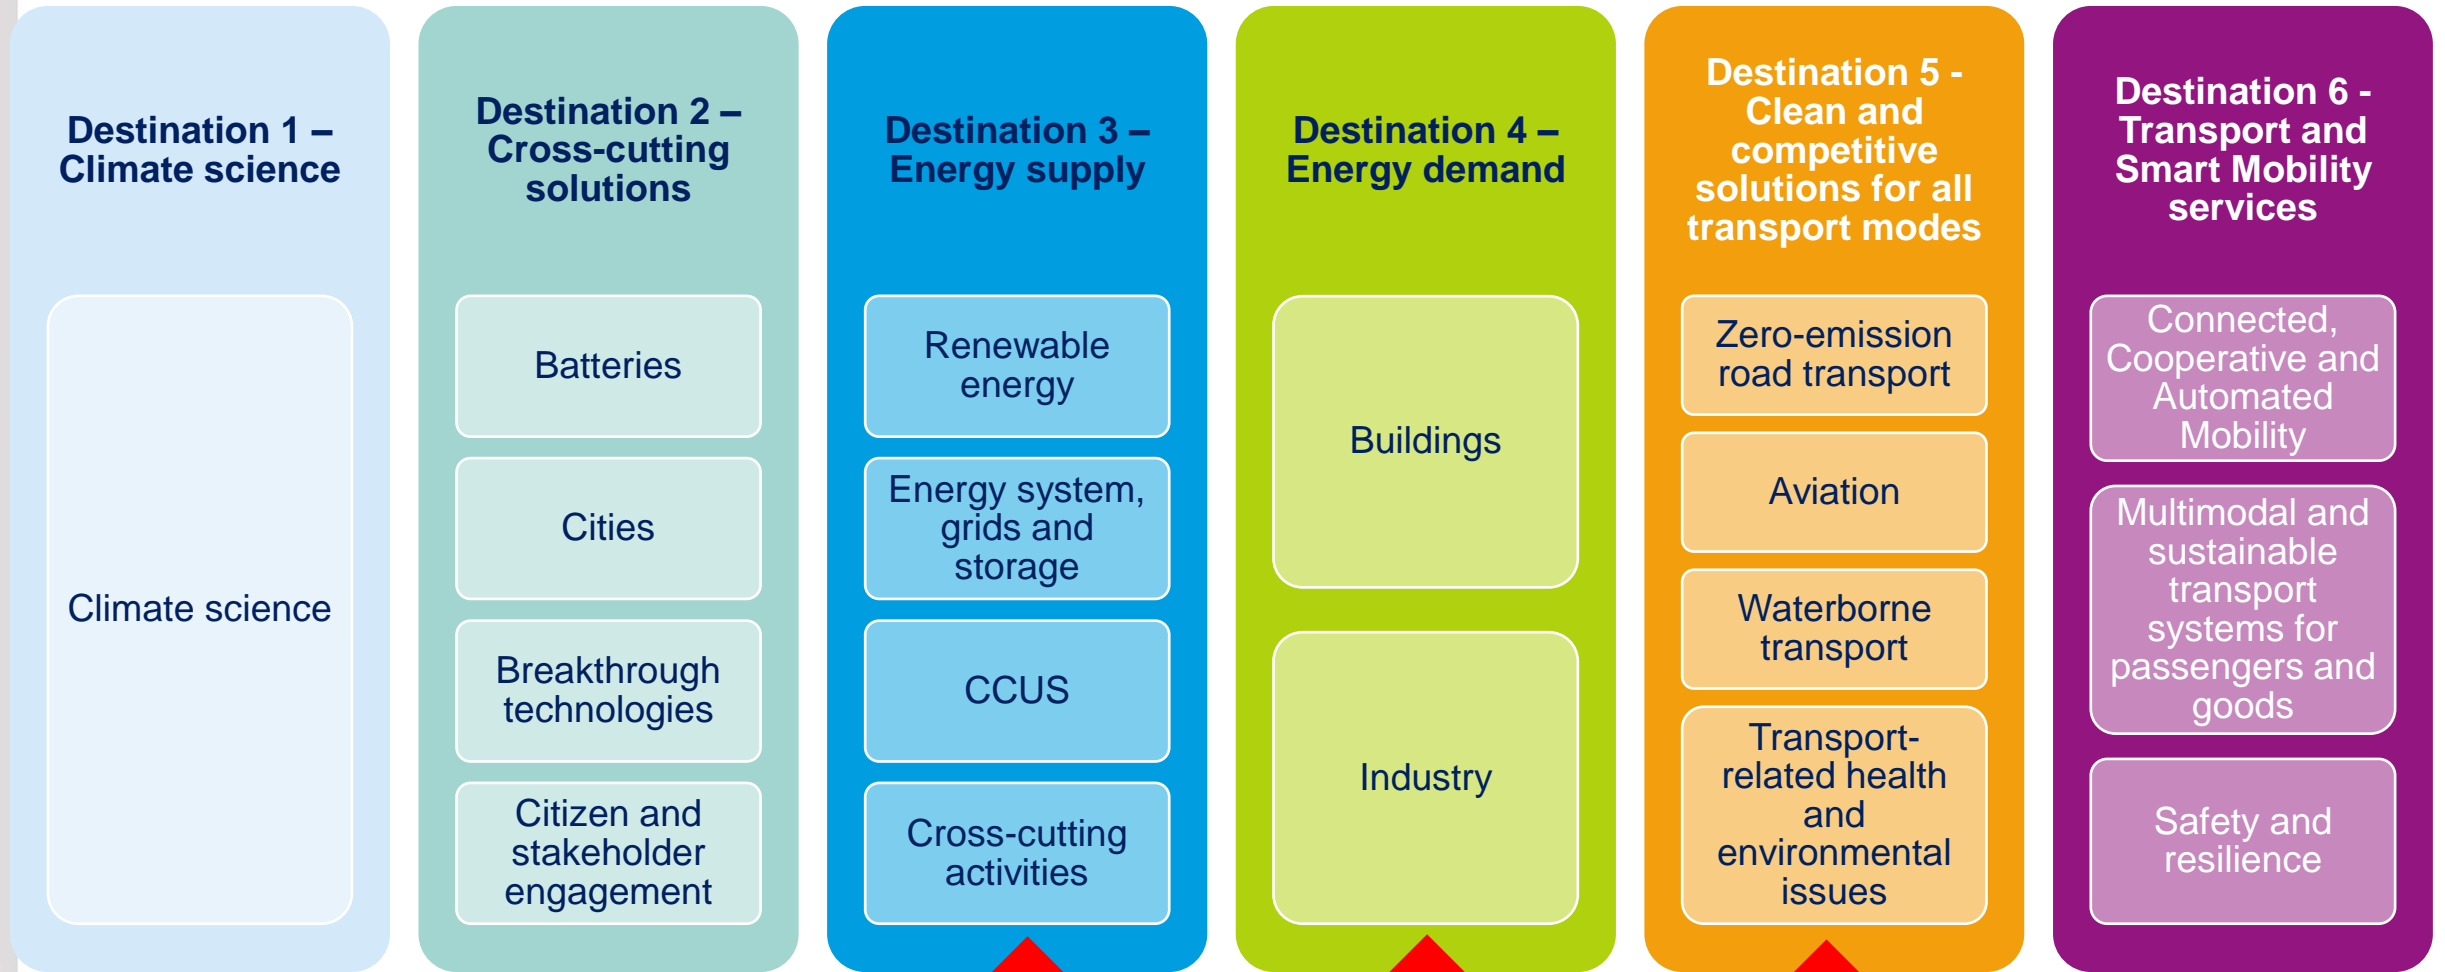 Destination 1 –
Climate science
Climate science
Destination 2 –
Cross-cutting
solutions
Batteries
Cities
Breakthrough
technologies
Citizen and
stakeholder
engagement
Destination 3 –
Energy supply
Renewable
energy
Energy system,
grids and
storage
CCUS
Cross-cutting
activities
Destination 4 –
Energy demand
Buildings
Industry
Destination 5 -
Clean and
competitive
solutions for all
transport modes
Zero-emission
road transport
Aviation
Waterborne
transport
Transport-
related health
and
environmental
issues
Destination 6 -
Transport and
Smart Mobility
services
Connected,
Cooperative and
Automated
Mobility
Multimodal and
sustainable
transport
systems for
passengers and
goods
Safety and
resilience